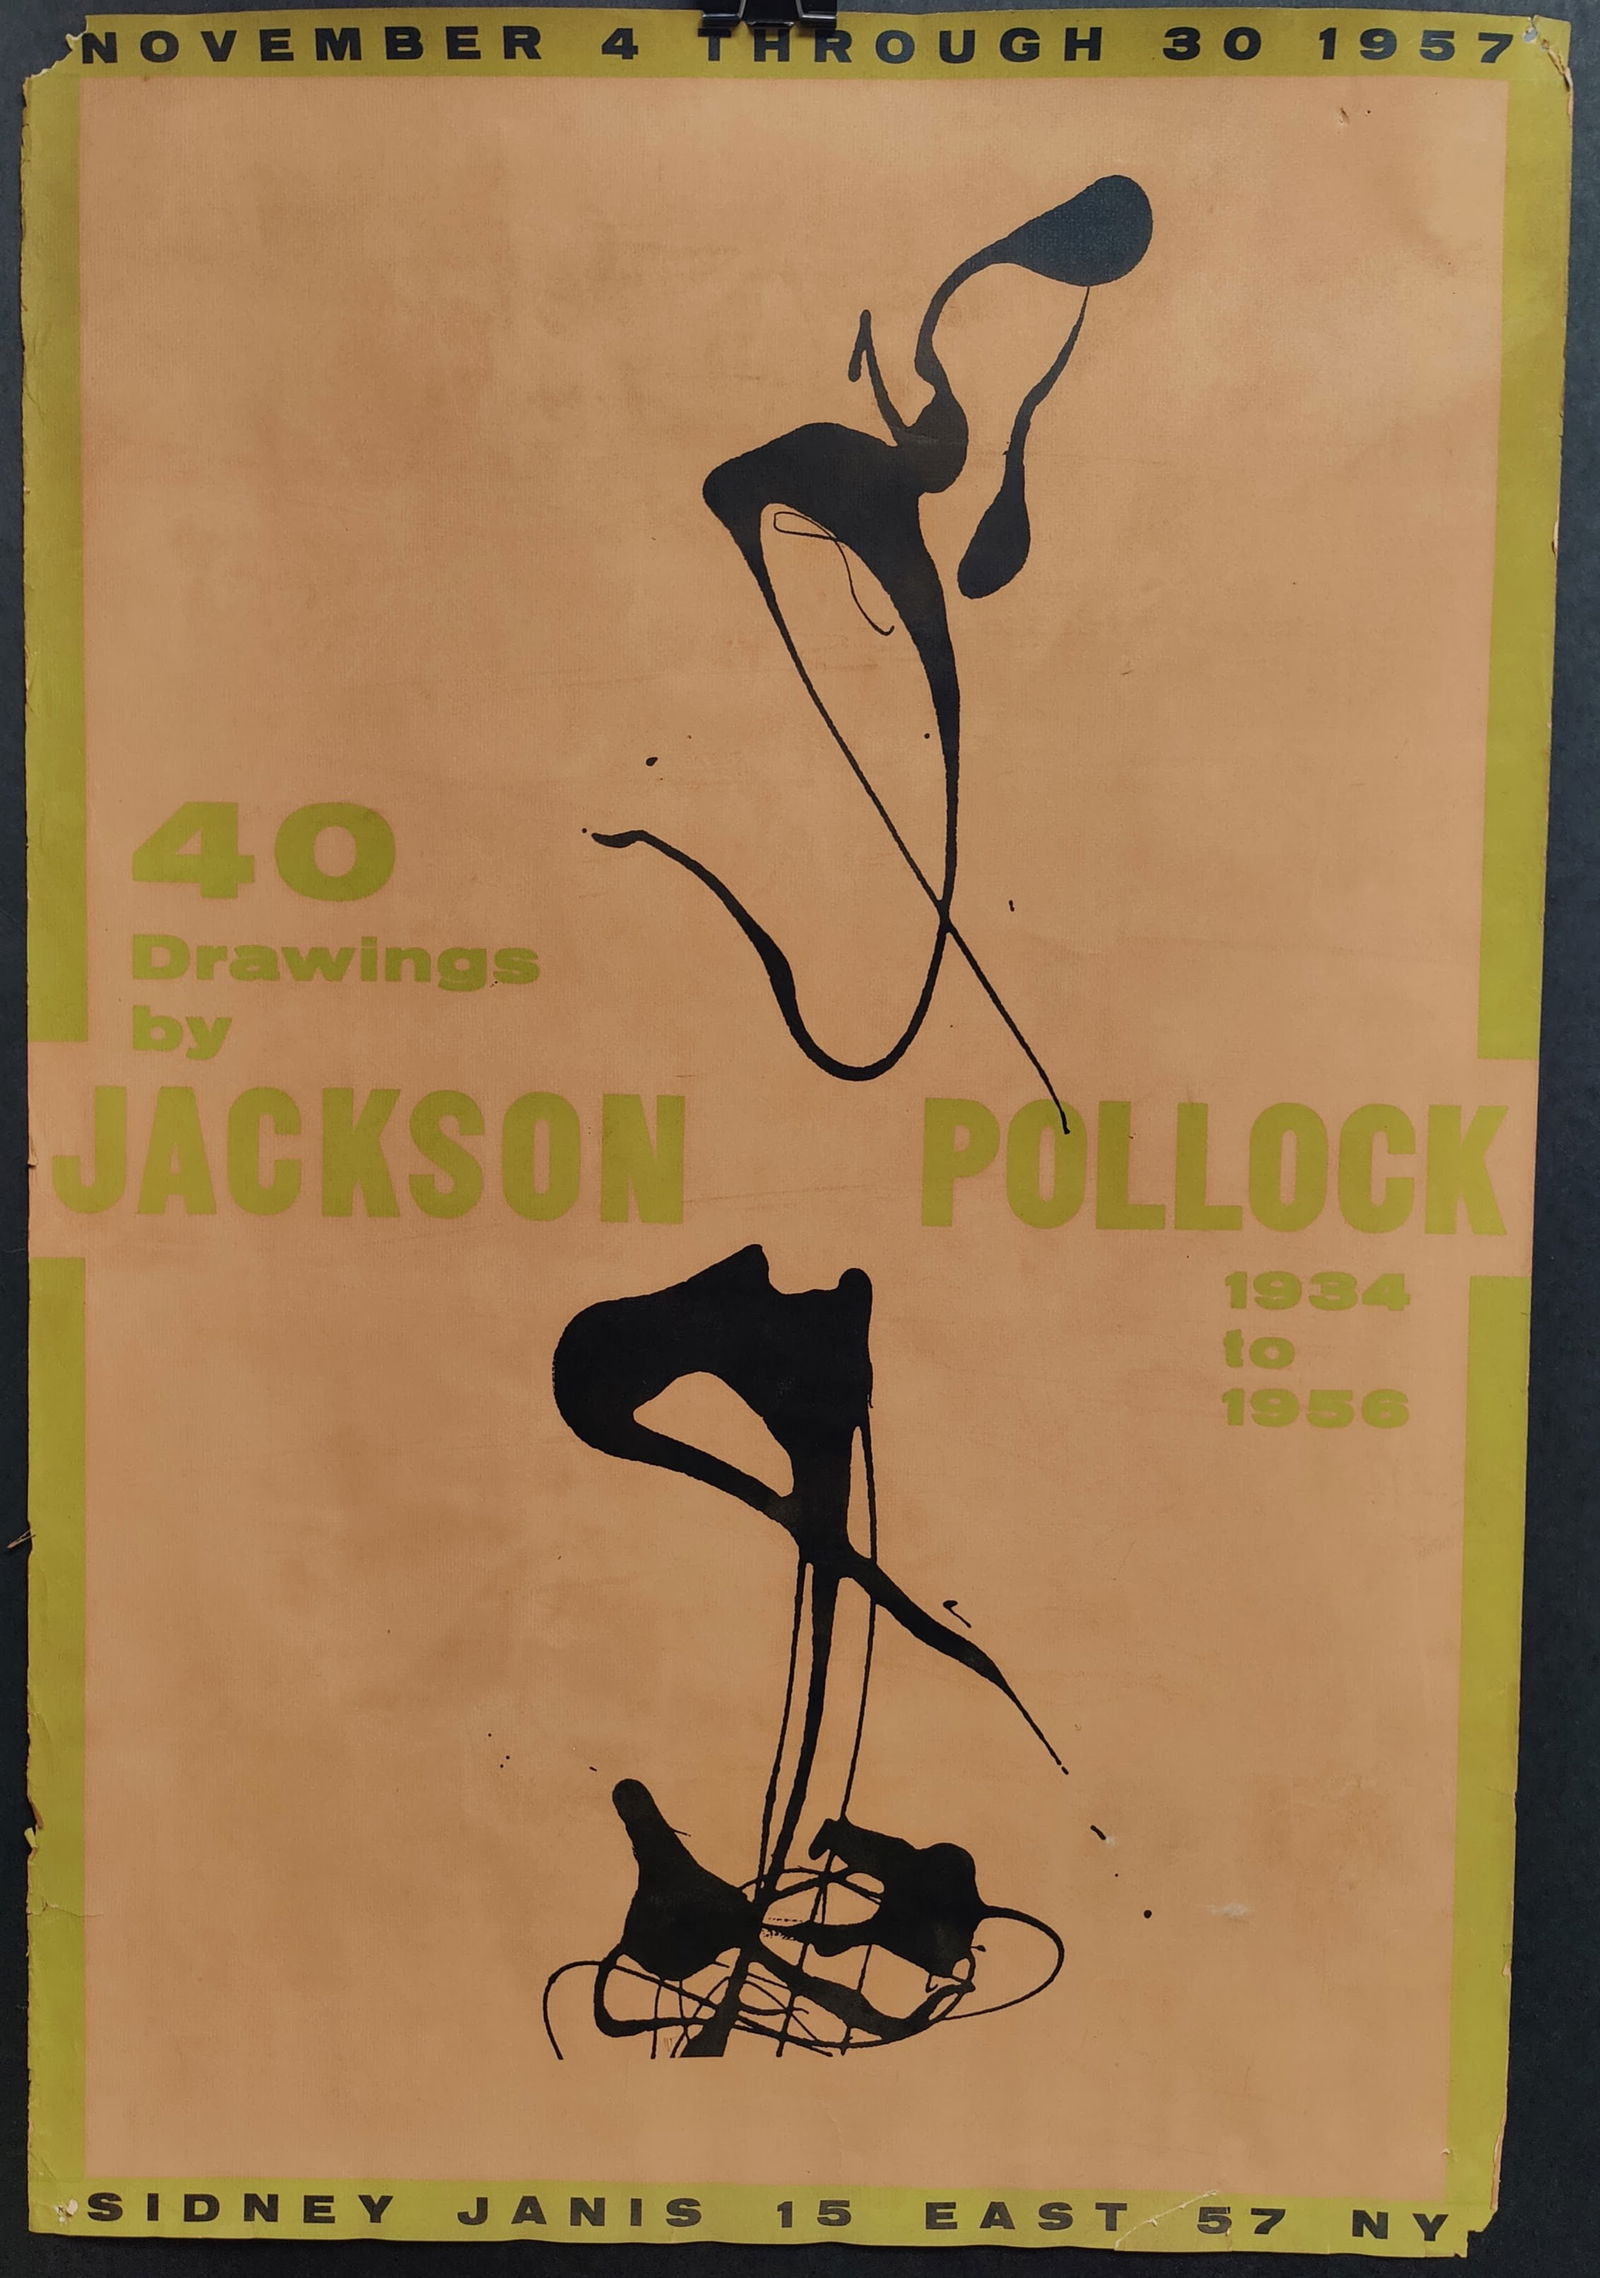 NOVEMBER 4 THROUGH 30 1957
40
Drawings
by
JACKSON POLLOCK
1934
to
1956
SIDNEY JANIS 15 EAST 57 NY